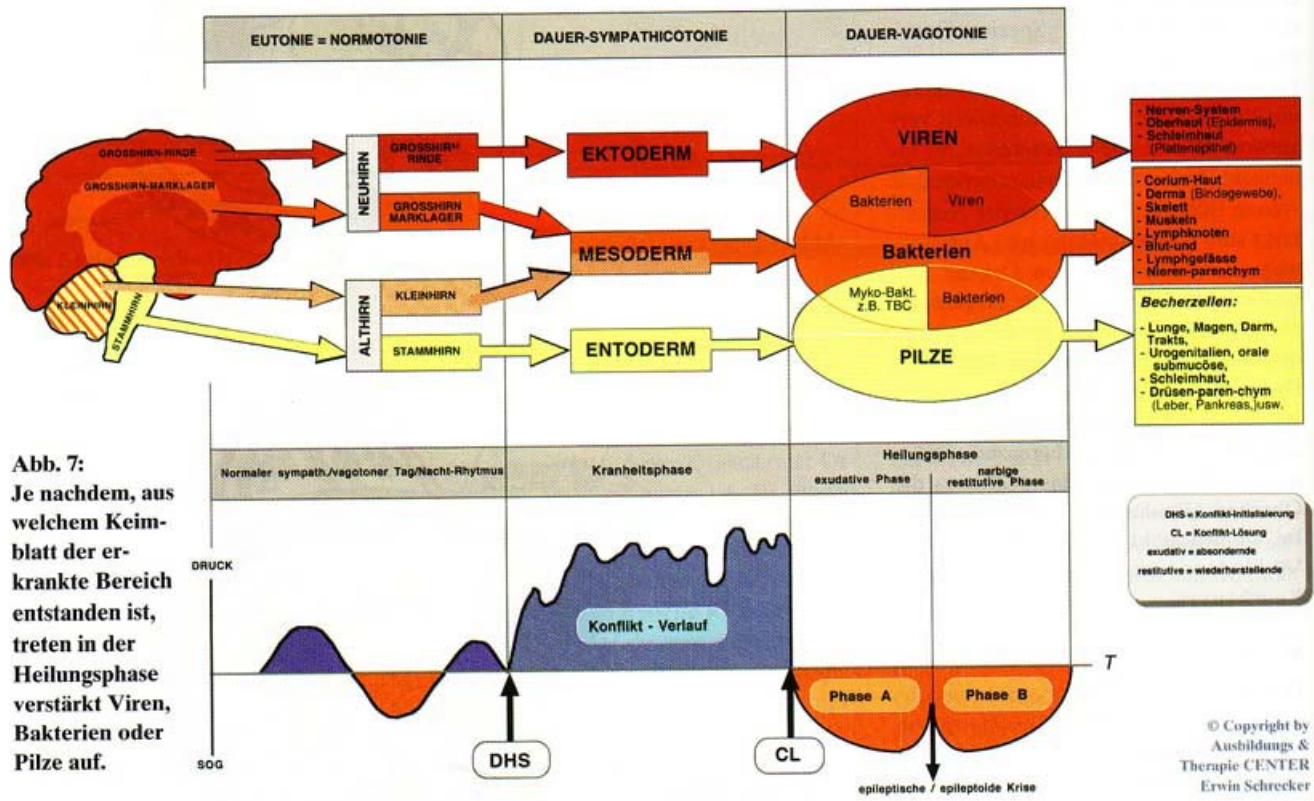 EUTONIE = NORMOTONIE
DAUER-SYMPATHICOTONIE
DAUER-VAGOTONIE
GROSSHIRN-RINDE
GROSSHIRN-MARKLAGER
KLEINHIRN
STAMMHIRN
NEUHIRN
ALTHIRN
RINDE
GROSSHIRN
MARKLAGER
KLEINHIRN
STAMMHIRN
EKTODERM
MESODERM
ENTODERM
VIREN
Bakterien
Viren
Bakterien
Myko-Bakt.
z.B. TBC
Bakterien
PILZE
- Nerven-System
- Oberhaut (Epidermis),
- Schleimhaut
(Plattenepithel)
- Corium-Haut
- Derma (Bindegewebe),
- Skelett
- Muskeln
- Lymphknoten
- Blut-und
- Lymphgefässe
- Nieren-parenchym
Becherzellen:
- Lunge, Magen, Darm,
Trakts,
- Urogenitalien, orale
submucöse,
- Schleimhaut,
- Drüsen-paren-chym
(Leber, Pankreas,)usw.
Abb. 7:
Je nachdem, aus
welchem Keim-
blatt der er-
krankte Bereich
entstanden ist,
treten in der
Heilungsphase
verstärkt Viren,
Bakterien oder
Pilze auf.
Normaler sympath./vagotoner Tag/Nacht-Rhytmus
Kranheitsphase
Heilungsphase
exudative Phase
narbige
restitutive Phase
DRUCK
SOG
Konflikt - Verlauf
Phase A
Phase B
T
DHS
CL
epileptische / epileptoide Krise
DHS = Konflikt-Initialisierung
CL = Konflikt-Lösung
exudativ = absondernde
restitutive = wiederherstellende
© Copyright by
Ausbildungs &
Therapie CENTER
Erwin Schrecker